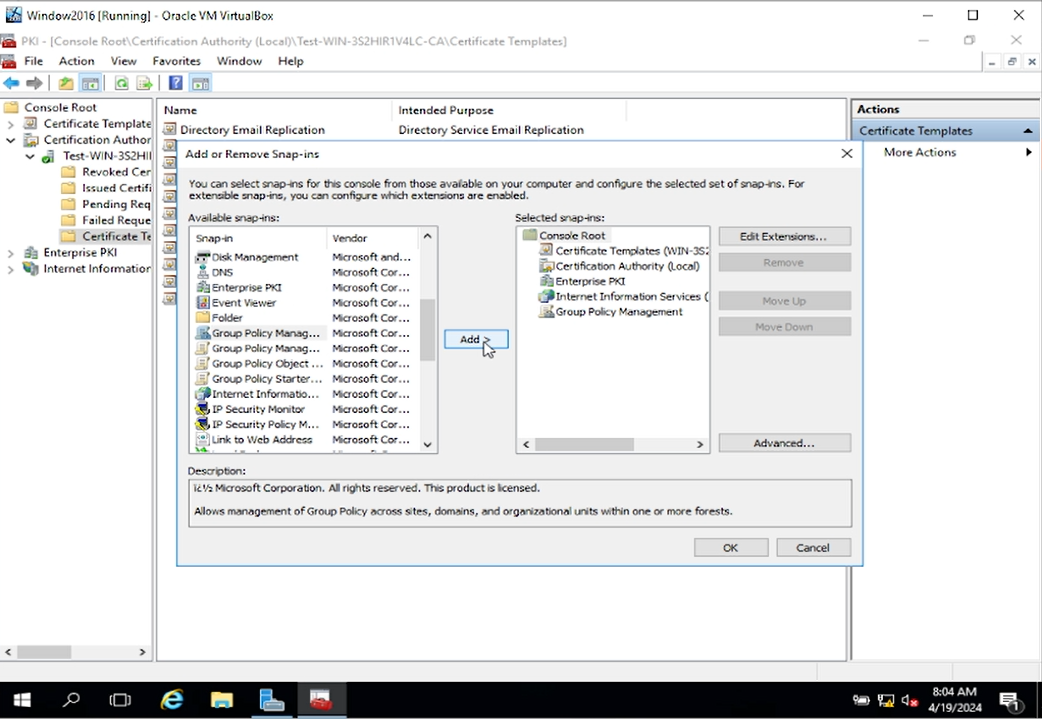 Window2016 [Running] - Oracle VM VirtualBox
PKI - [Console Root\Certification Authority (Local)\Test-WIN-3S2HIR1V4LC-CA\Certificate Templates]
File Action View Favorites Window Help
Console Root
Certificate Template
Certification Author
Test-WIN-3S2HII
Revoked Cer
Issued Certifi
Pending Req
Failed Reque
Certificate Te
Enterprise PKI
Internet Information
Name Intended Purpose
Directory Email Replication Directory Service Email Replication
Actions
Certificate Templates
More Actions
Add or Remove Snap-ins
You can select snap-ins for this console from those available on your computer and configure the selected set of snap-ins. For
extensible snap-ins, you can configure which extensions are enabled.
Available snap-ins:
Snap-in Vendor
Disk Management Microsoft and...
DNS Microsoft Cor...
Enterprise PKI Microsoft Cor...
Event Viewer Microsoft Cor...
Folder Microsoft Cor...
Group Policy Manag... Microsoft Cor...
Group Policy Manag... Microsoft Cor...
Group Policy Object ... Microsoft Cor...
Group Policy Starter... Microsoft Cor...
Internet Informatio... Microsoft Cor...
IP Security Monitor Microsoft Cor...
IP Security Policy M... Microsoft Cor...
Link to Web Address Microsoft Cor...
Add >
Selected snap-ins:
Console Root
Certificate Templates (WIN-3S2
Certification Authority (Local)
Enterprise PKI
Internet Information Services (
Group Policy Management
Edit Extensions...
Remove
Move Up
Move Down
Advanced...
Description:
ï¿½ Microsoft Corporation. All rights reserved. This product is licensed.
Allows management of Group Policy across sites, domains, and organizational units within one or more forests.
OK Cancel
8:04 AM
4/19/2024
1